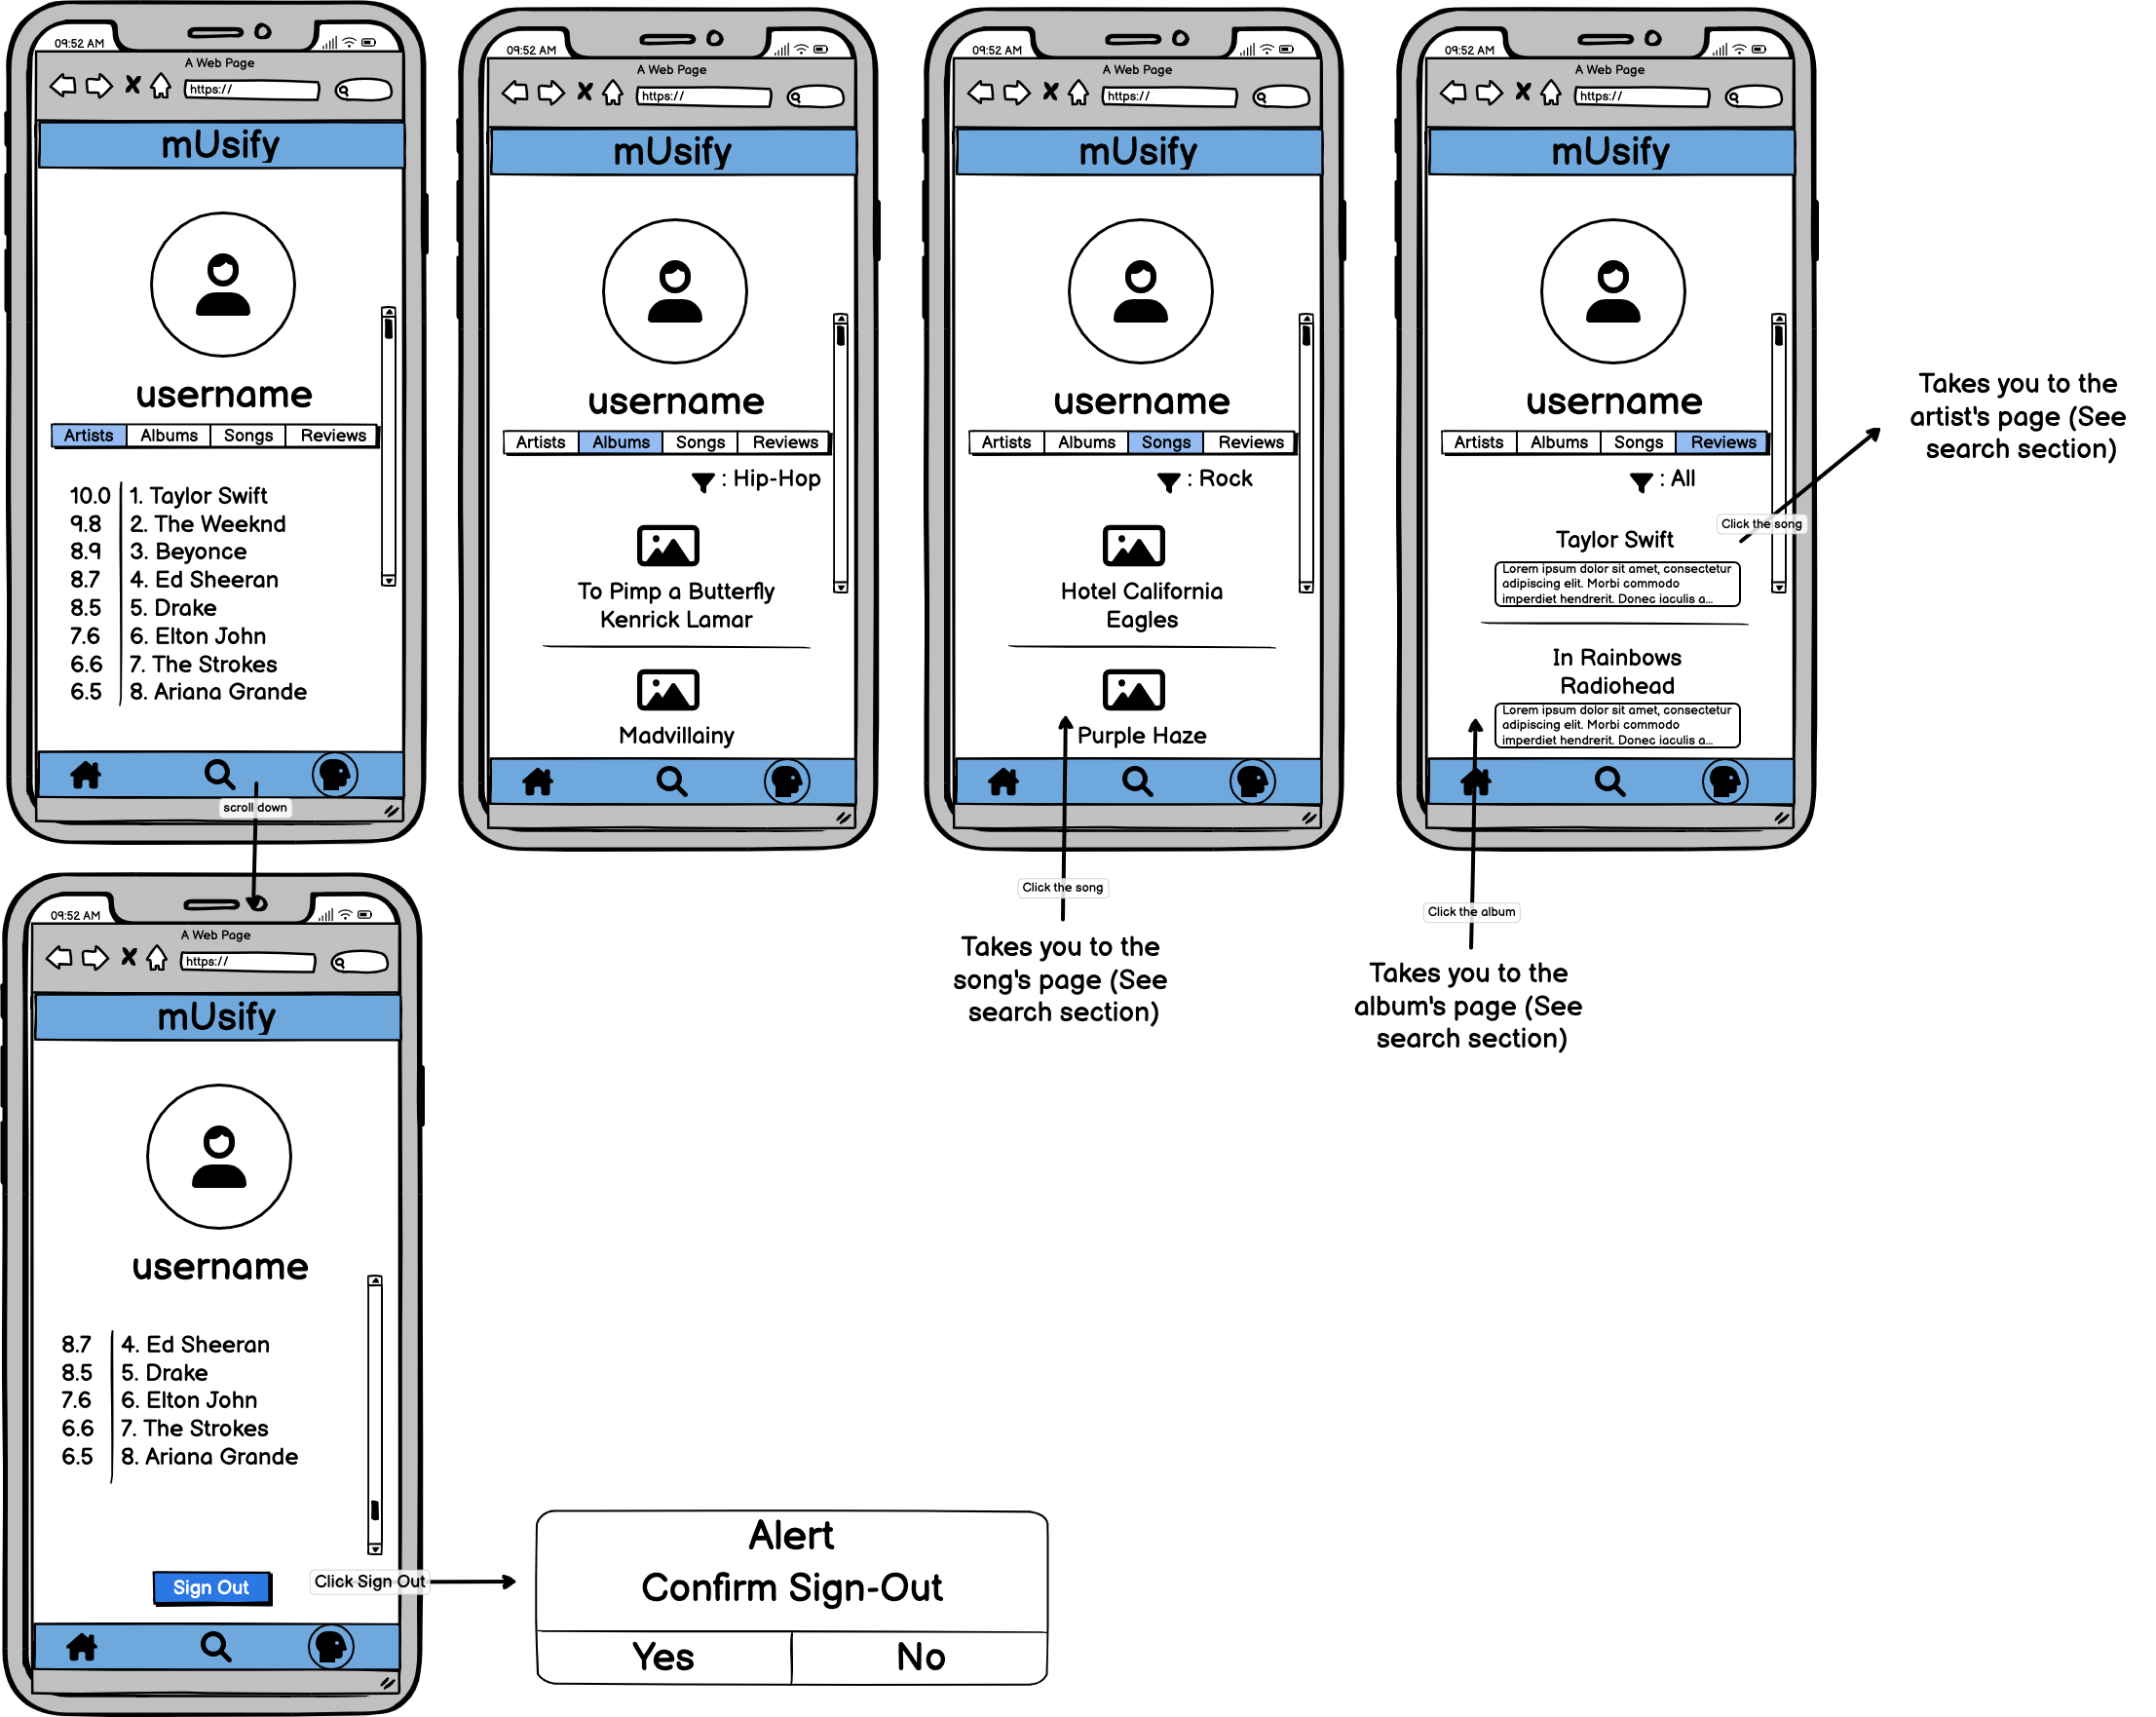 09:52 AM
A Web Page
https://
mUsify
username
Artists Albums Songs Reviews
10.0 1. Taylor Swift
9.8 2. The Weeknd
8.9 3. Beyonce
8.7 4. Ed Sheeran
8.5 5. Drake
7.6 6. Elton John
6.6 7. The Strokes
6.5 8. Ariana Grande
scroll down
09:52 AM
A Web Page
https://
mUsify
username
Artists Albums Songs Reviews
: Hip-Hop
To Pimp a Butterfly
Kenrick Lamar
Madvillainy
09:52 AM
A Web Page
https://
mUsify
username
Artists Albums Songs Reviews
: Rock
Hotel California
Eagles
Purple Haze
Click the song
Takes you to the
song's page (See
search section)
09:52 AM
A Web Page
https://
mUsify
username
Artists Albums Songs Reviews
: All
Click the song
Taylor Swift
Lorem ipsum dolor sit amet, consectetur
adipiscing elit. Morbi commodo
imperdiet hendrerit. Donec iaculis a...
In Rainbows
Radiohead
Lorem ipsum dolor sit amet, consectetur
adipiscing elit. Morbi commodo
imperdiet hendrerit. Donec iaculis a...
Takes you to the
artist's page (See
search section)
Click the album
Takes you to the
album's page (See
search section)
09:52 AM
A Web Page
https://
mUsify
username
8.7 4. Ed Sheeran
8.5 5. Drake
7.6 6. Elton John
6.6 7. The Strokes
6.5 8. Ariana Grande
Sign Out
Click Sign Out
Alert
Confirm Sign-Out
Yes No